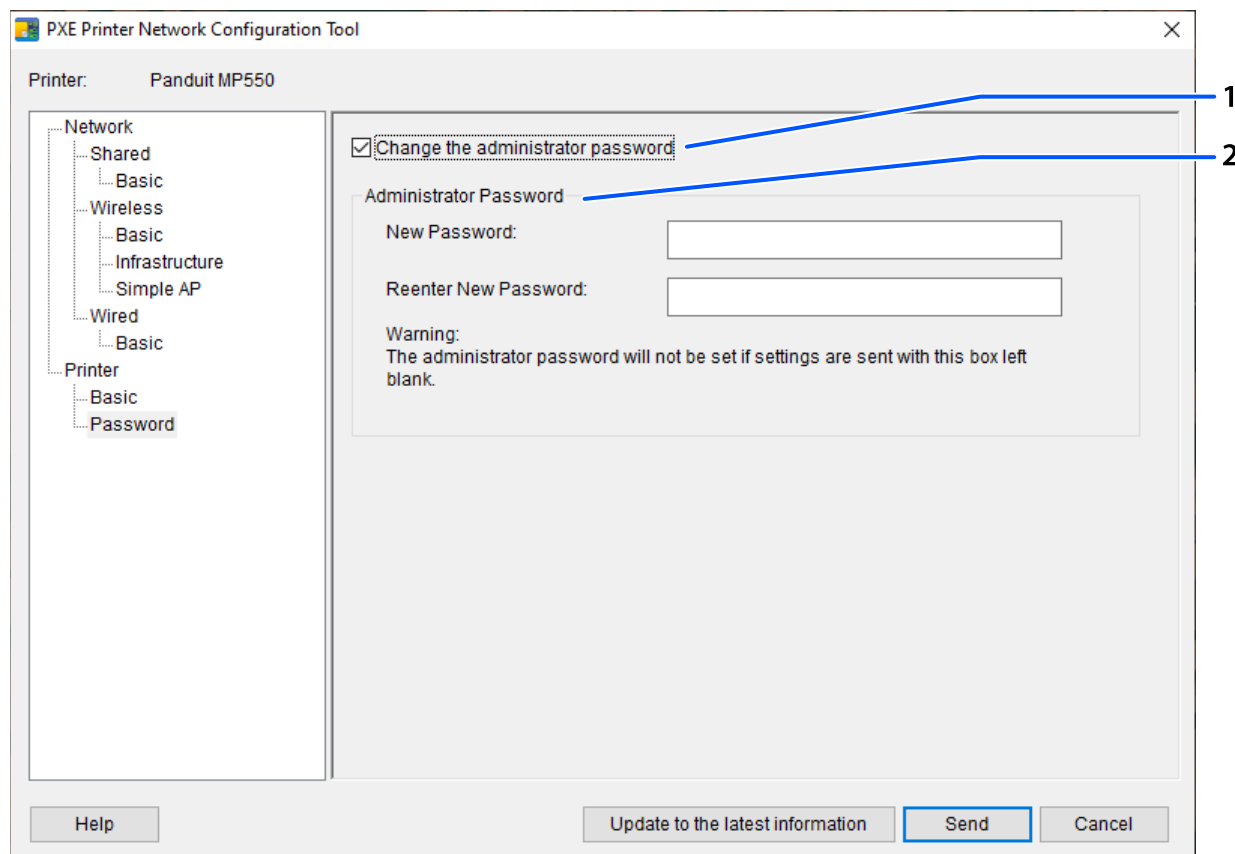 PXE Printer Network Configuration Tool
Printer: Panduit MP550
1
2
Network
Shared
Basic
Wireless
Basic
Infrastructure
Simple AP
Wired
Basic
Printer
Basic
Password
Change the administrator password
Administrator Password
New Password:
Reenter New Password:
Warning:
The administrator password will not be set if settings are sent with this box left
blank.
Help
Update to the latest information
Send
Cancel